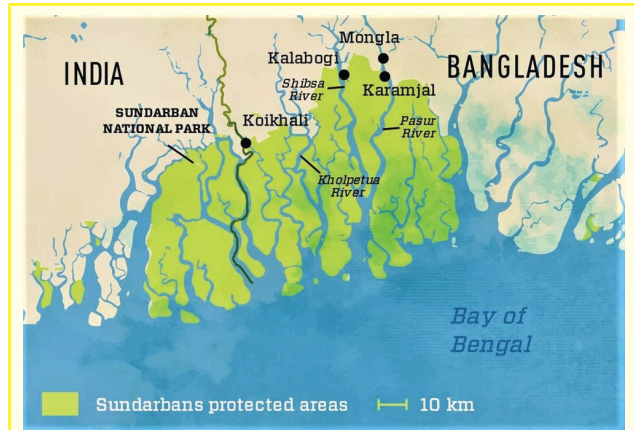 Mongla
Kalabogi
INDIA
BANGLADESH
Shibsa
River
Karamjal
SUNDARBAN
NATIONAL PARK
Koikhali
Pasur
River
Kholpetua
River
Bay of
Bengal
Sundarbans protected areas
10 km